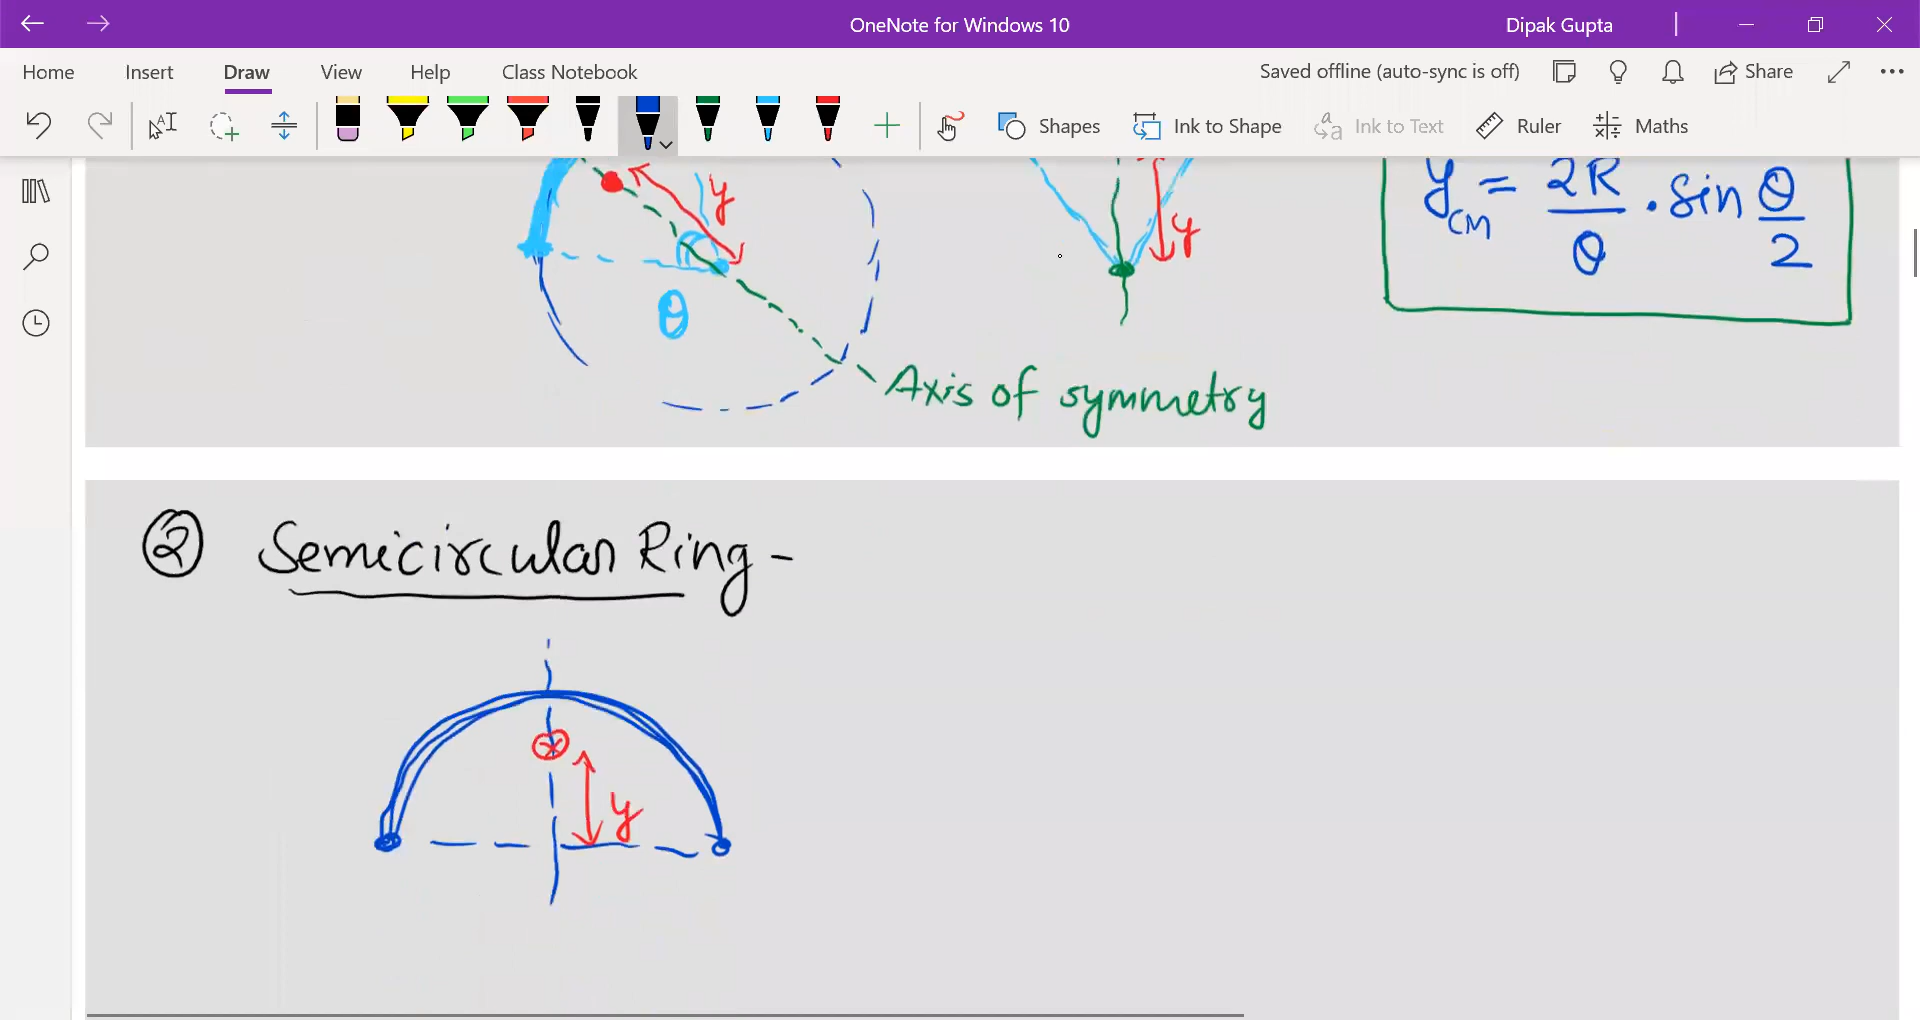 OneNote for Windows 10
Dipak Gupta
Home Insert Draw View Help Class Notebook
Saved offline (auto-sync is off) Share
Shapes Ink to Shape Ink to Text Ruler Maths
y
θ
y
y_CM = 2R/θ . sin θ/2
Axis of symmetry
② Semicircular Ring -
y